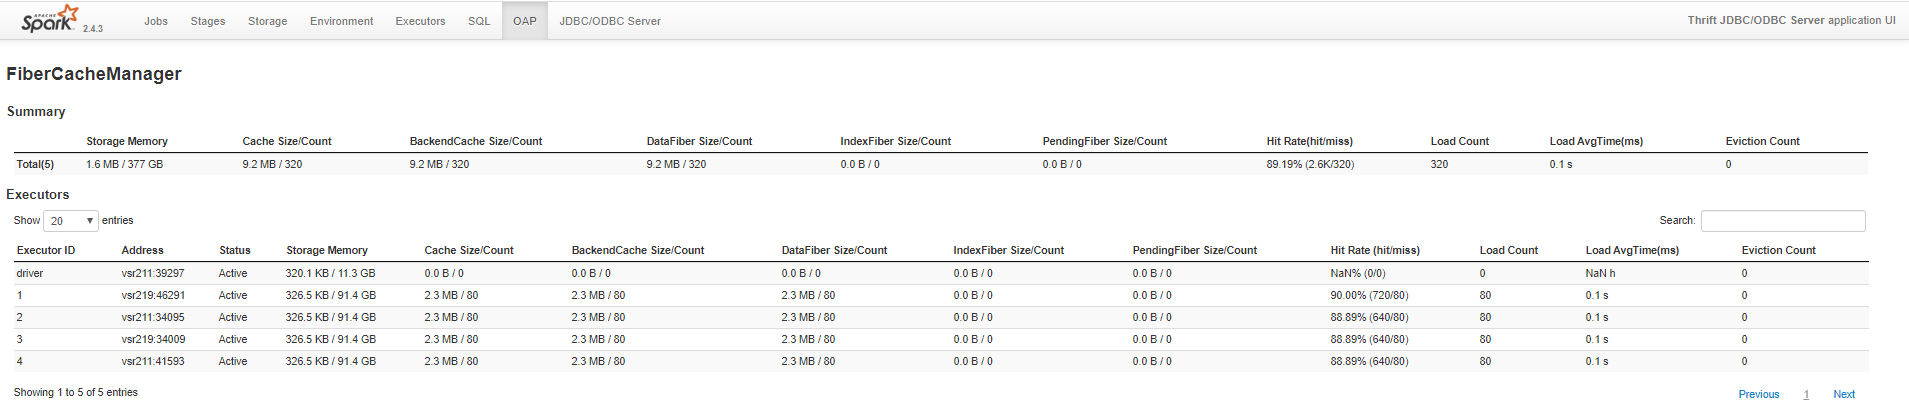 APACHE
Spark 2.4.3 Jobs Stages Storage Environment Executors SQL OAP JDBC/ODBC Server Thrift JDBC/ODBC Server application UI
FiberCacheManager
Summary
Storage Memory Cache Size/Count BackendCache Size/Count DataFiber Size/Count IndexFiber Size/Count PendingFiber Size/Count Hit Rate(hit/miss) Load Count Load AvgTime(ms) Eviction Count
Total(5) 1.6 MB / 377 GB 9.2 MB / 320 9.2 MB / 320 9.2 MB / 320 0.0 B / 0 0.0 B / 0 89.19% (2.6K/320) 320 0.1 s 0
Executors
Show 20 entries Search:
Executor ID Address Status Storage Memory Cache Size/Count BackendCache Size/Count DataFiber Size/Count IndexFiber Size/Count PendingFiber Size/Count Hit Rate (hit/miss) Load Count Load AvgTime(ms) Eviction Count
driver vsr211:39297 Active 320.1 KB / 11.3 GB 0.0 B / 0 0.0 B / 0 0.0 B / 0 0.0 B / 0 0.0 B / 0 NaN% (0/0) 0 NaN h 0
1 vsr219:46291 Active 326.5 KB / 91.4 GB 2.3 MB / 80 2.3 MB / 80 2.3 MB / 80 0.0 B / 0 0.0 B / 0 90.00% (720/80) 80 0.1 s 0
2 vsr211:34095 Active 326.5 KB / 91.4 GB 2.3 MB / 80 2.3 MB / 80 2.3 MB / 80 0.0 B / 0 0.0 B / 0 88.89% (640/80) 80 0.1 s 0
3 vsr219:34009 Active 326.5 KB / 91.4 GB 2.3 MB / 80 2.3 MB / 80 2.3 MB / 80 0.0 B / 0 0.0 B / 0 88.89% (640/80) 80 0.1 s 0
4 vsr211:41593 Active 326.5 KB / 91.4 GB 2.3 MB / 80 2.3 MB / 80 2.3 MB / 80 0.0 B / 0 0.0 B / 0 88.89% (640/80) 80 0.1 s 0
Showing 1 to 5 of 5 entries Previous 1 Next